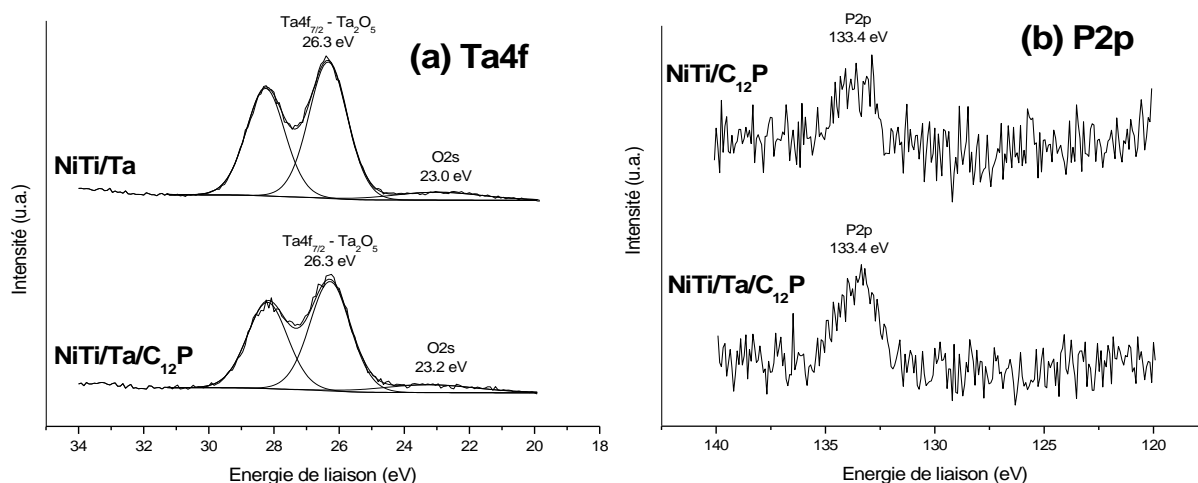 Ta4f7/2 - Ta2O5
26.3 eV
(a) Ta4f
O2s
23.0 eV
NiTi/Ta
Ta4f7/2 - Ta2O5
26.3 eV
O2s
23.2 eV
NiTi/Ta/C12P
34 32 30 28 26 24 22 20 18
Energie de liaison (eV)
Intensité (u.a.)
P2p
133.4 eV
(b) P2p
NiTi/C12P
P2p
133.4 eV
NiTi/Ta/C12P
140 135 130 125 120
Energie de liaison (eV)
Intensité (u.a.)